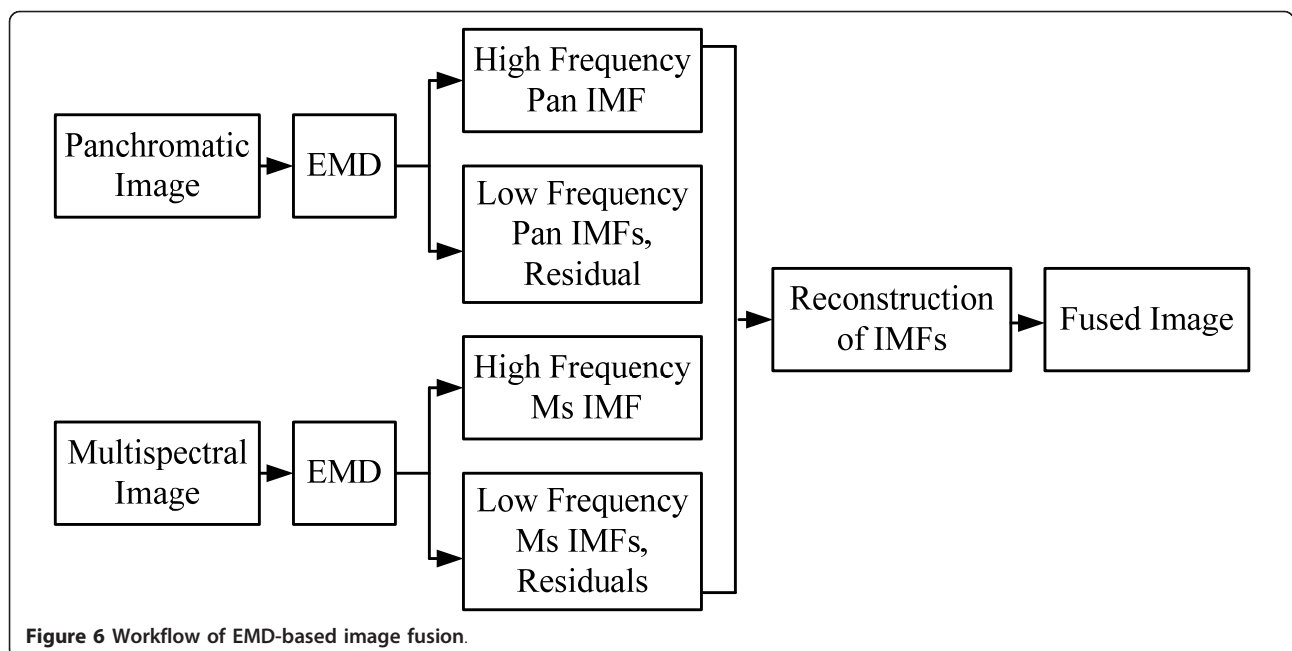 High Frequency
Pan IMF
Panchromatic
Image
EMD
Low Frequency
Pan IMFs,
Residual
Reconstruction
of IMFs
Fused Image
High Frequency
Ms IMF
Multispectral
Image
EMD
Low Frequency
Ms IMFs,
Residuals
Figure 6 Workflow of EMD-based image fusion.